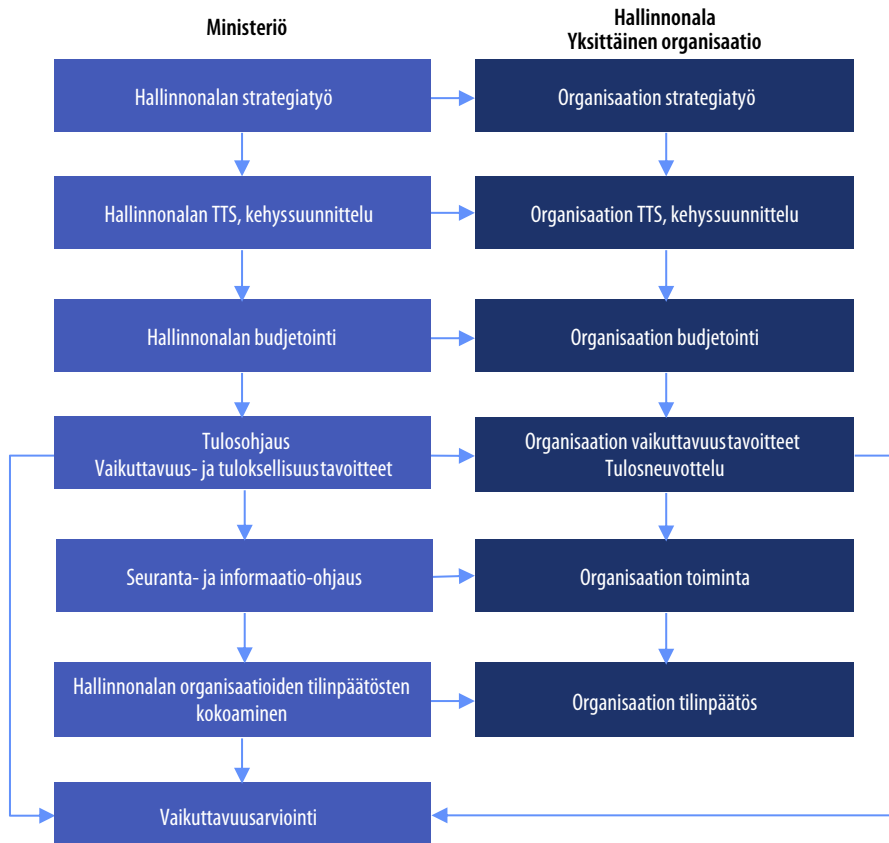 Ministeriö
Hallinnonala
Yksittäinen organisaatio
Hallinnonalan strategiatyö
Organisaation strategiatyö
Hallinnonalan TTS, kehyssuunnittelu
Organisaation TTS, kehyssuunnittelu
Hallinnonalan budjetointi
Organisaation budjetointi
Tulosohjaus
Vaikuttavuus- ja tuloksellisuustavoitteet
Organisaation vaikuttavuustavoitteet
Tulosneuvottelu
Seuranta- ja informaatio-ohjaus
Organisaation toiminta
Hallinnonalan organisaatioiden tilinpäätösten
kokoaminen
Organisaation tilinpäätös
Vaikuttavuusarviointi